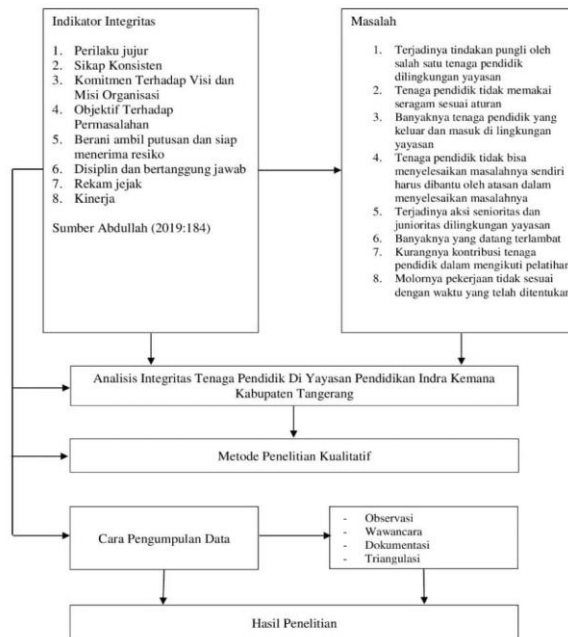 Indikator Integritas
1. Perilaku jujur
2. Sikap Konsisten
3. Komitmen Terhadap Visi dan
Misi Organisasi
4. Objektif Terhadap
Permasalahan
5. Berani ambil putusan dan siap
menerima resiko
6. Disiplin dan bertanggung jawab
7. Rekam jejak
8. Kinerja
Sumber Abdullah (2019:184)
Masalah
1. Terjadinya tindakan pungli oleh
salah satu tenaga pendidik
dilingkungan yayasan
2. Tenaga pendidik tidak memakai
seragam sesuai aturan
3. Banyaknya tenaga pendidik yang
keluar dan masuk di lingkungan
yayasan
4. Tenaga pendidik tidak bisa
menyelesaikan masalahnya sendiri
harus dibantu oleh atasan dalam
menyelesaikan masalahnya
5. Terjadinya aksi senioritas dan
junioritas dilingkungan yayasan
6. Banyaknya yang datang terlambat
7. Kurangnya kontribusi tenaga
pendidik dalam mengikuti pelatihan
8. Molornya pekerjaan tidak sesuai
dengan waktu yang telah ditentukan
Analisis Integritas Tenaga Pendidik Di Yayasan Pendidikan Indra Kemana
Kabupaten Tangerang
Metode Penelitian Kualitatif
Cara Pengumpulan Data
- Observasi
- Wawancara
- Dokumentasi
- Triangulasi
Hasil Penelitian